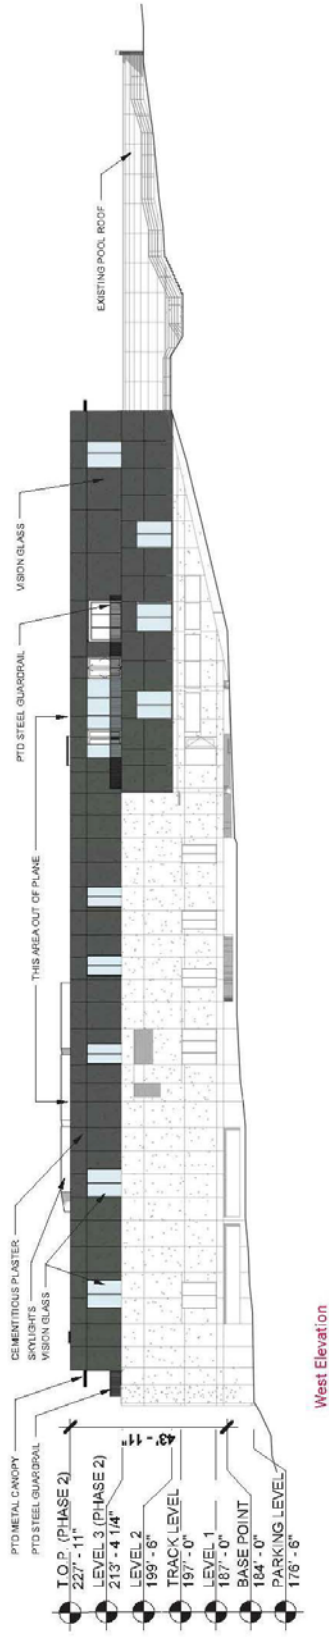 PTD METAL CANOPY
PTD STEEL GUARDRAIL
CEMENTITIOUS PLASTER
SKYLIGHTS
VISION GLASS
THIS AREA OUT OF PLANE
PTD STEEL GUARDRAIL
VISION GLASS
EXISTING POOL ROOF
T.O.P. (PHASE 2)
227' - 11"
LEVEL 3 (PHASE 2)
213' - 4 1/4"
LEVEL 2
199' - 6"
TRACK LEVEL
197' - 0"
LEVEL 1
187' - 0"
BASE POINT
184' - 0"
PARKING LEVEL
176' - 6"
43' - 11"
West Elevation